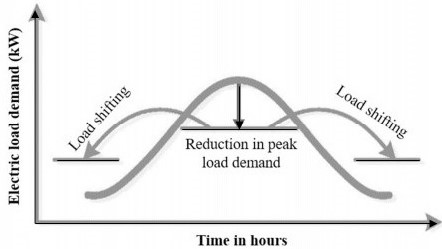 Electric load demand (kW)
Load shifting
Load shifting
Reduction in peak
load demand
Time in hours